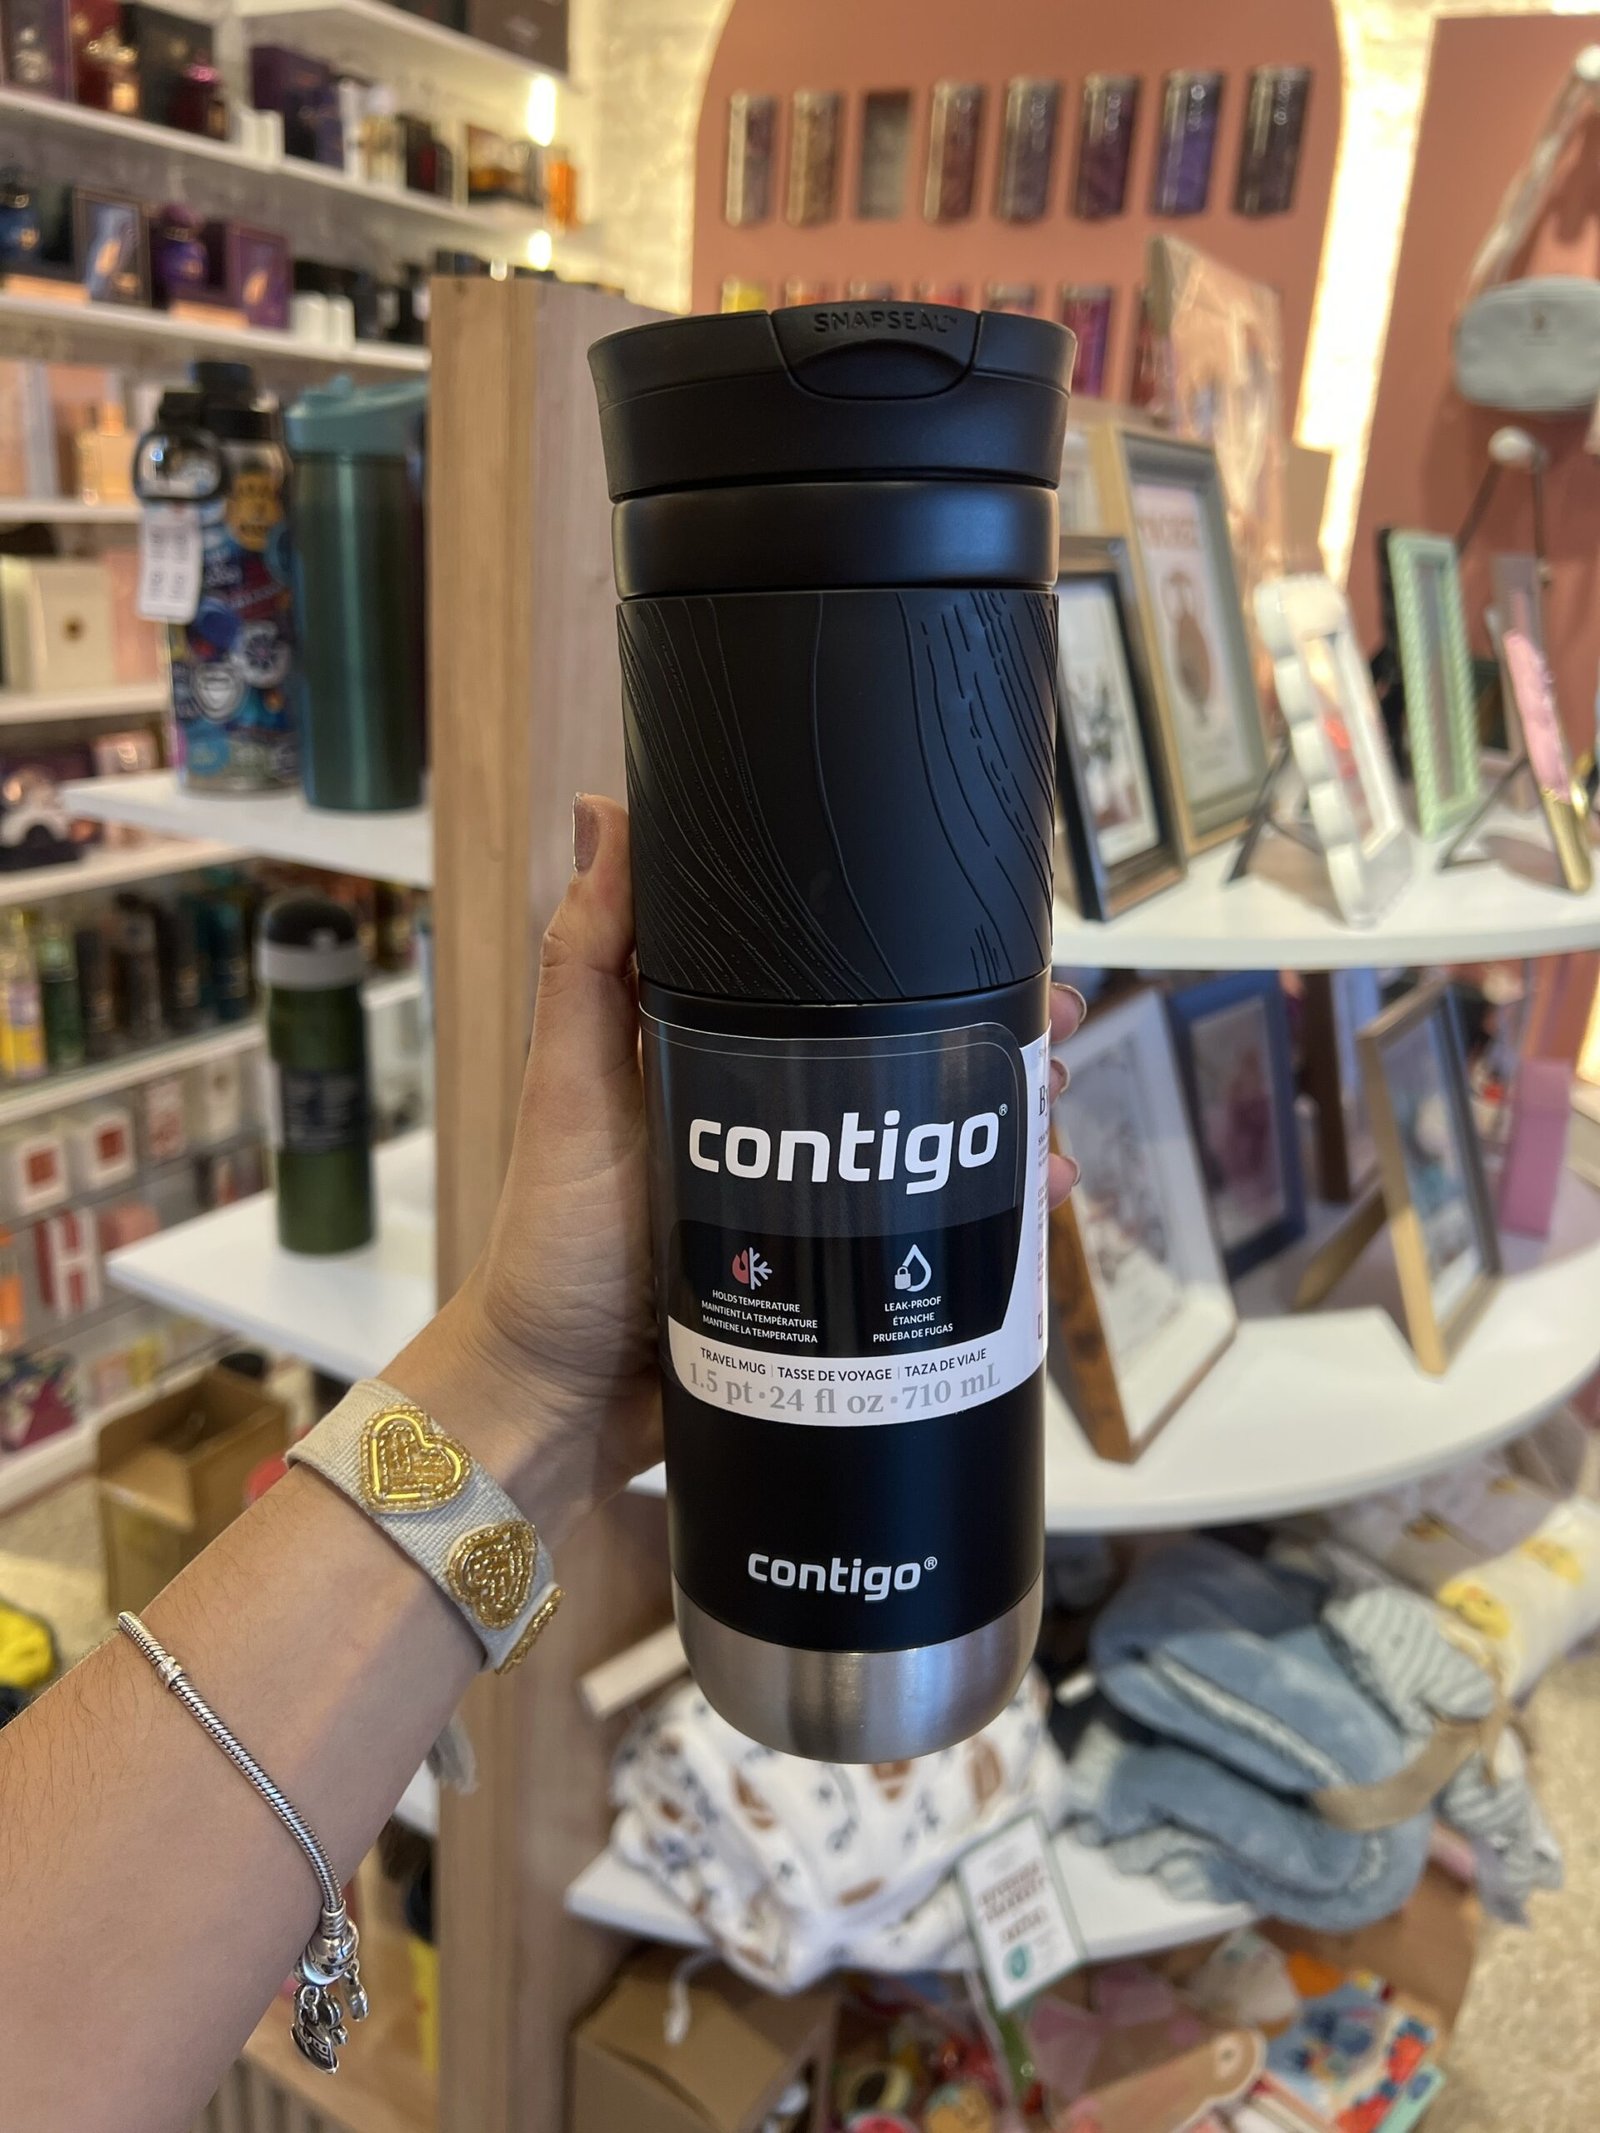 SNAPSEAL™
contigo®
HOLDS TEMPERATURE
MAINTIENT LA TEMPÉRATURE
MANTIENE LA TEMPERATURA
LEAK-PROOF
ÉTANCHE
PRUEBA DE FUGAS
TRAVEL MUG | TASSE DE VOYAGE | TAZA DE VIAJE
1.5 pt · 24 fl oz · 710 mL
contigo®